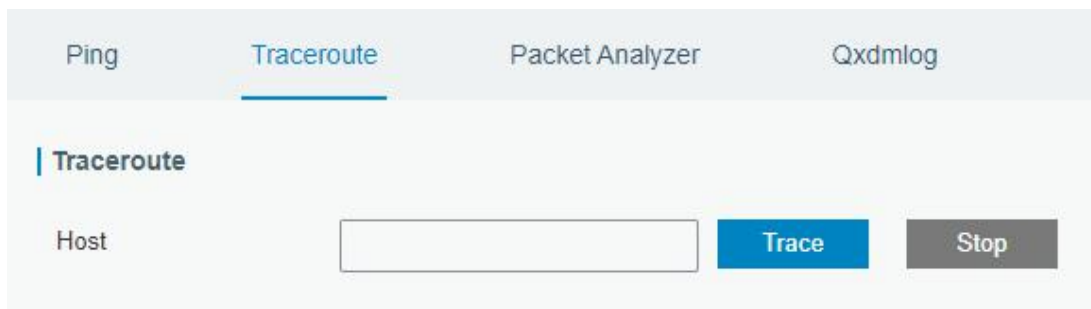 Ping Traceroute Packet Analyzer Qxdmlog
Traceroute
Host Trace Stop